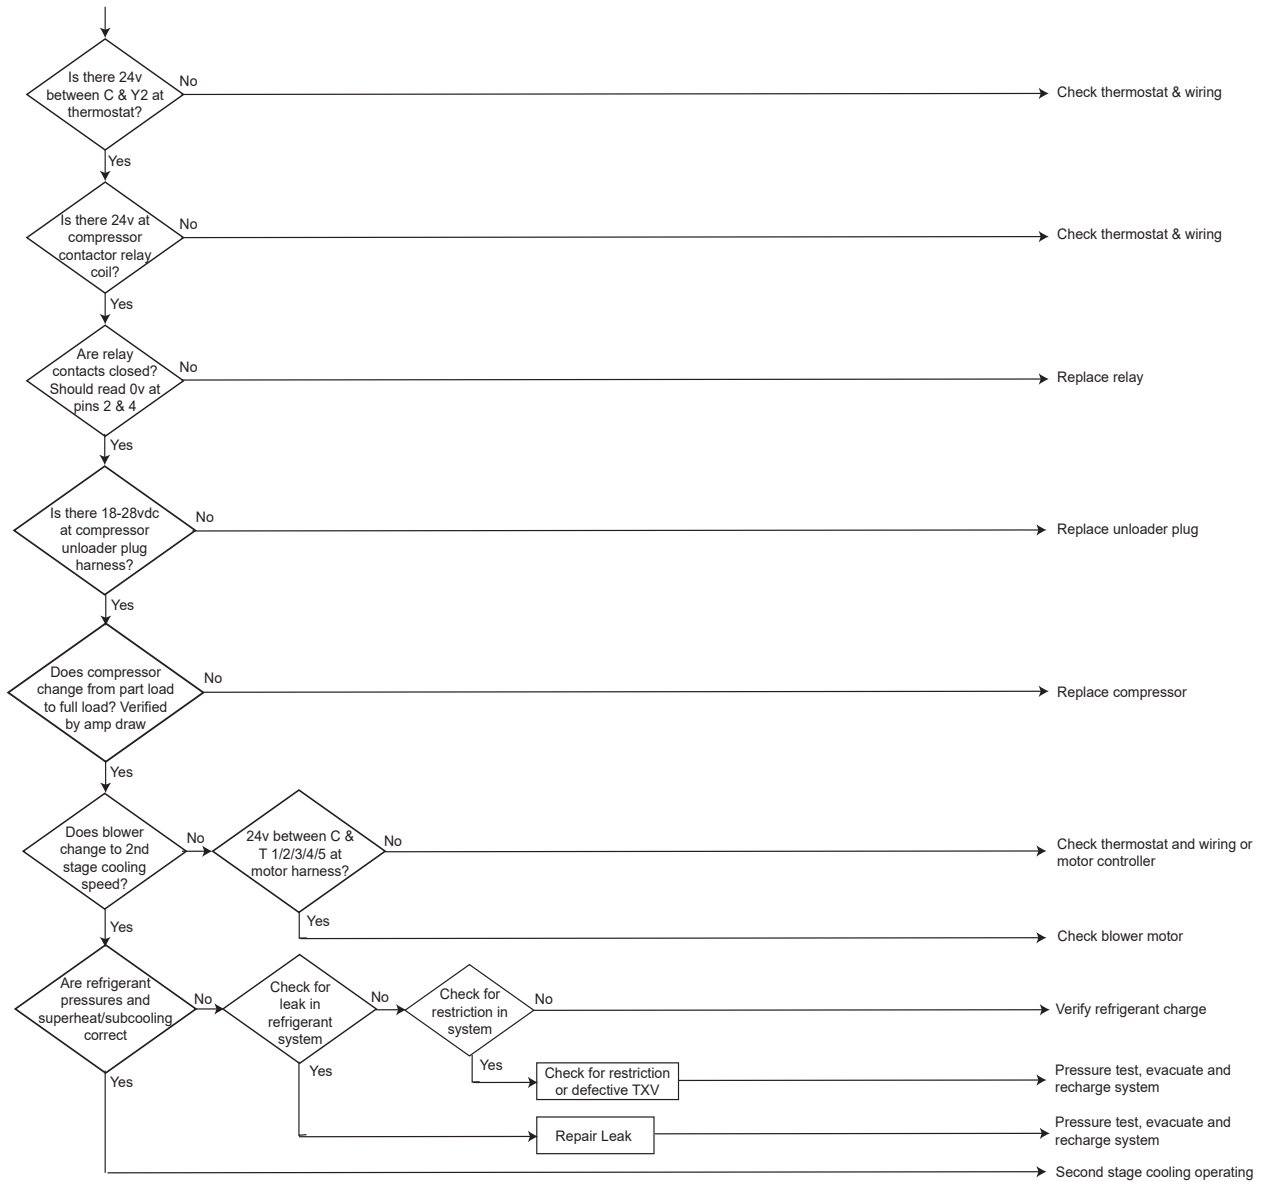 Is there 24v
between C & Y2 at
thermostat?
No
Check thermostat & wiring
Yes
Is there 24v at
compressor
contactor relay
coil?
No
Check thermostat & wiring
Yes
Are relay
contacts closed?
Should read 0v at
pins 2 & 4
No
Replace relay
Yes
Is there 18-28vdc
at compressor
unloader plug
harness?
No
Replace unloader plug
Yes
Does compressor
change from part load
to full load? Verified
by amp draw
No
Replace compressor
Yes
Does blower
change to 2nd
stage cooling
speed?
No
24v between C &
T 1/2/3/4/5 at
motor harness?
No
Check thermostat and wiring or
motor controller
Yes
Check blower motor
Yes
Are refrigerant
pressures and
superheat/subcooling
correct
No
Check for
leak in
refrigerant
system
No
Check for
restriction in
system
No
Verify refrigerant charge
Yes
Check for restriction
or defective TXV
Pressure test, evacuate and
recharge system
Yes
Repair Leak
Pressure test, evacuate and
recharge system
Yes
Second stage cooling operating